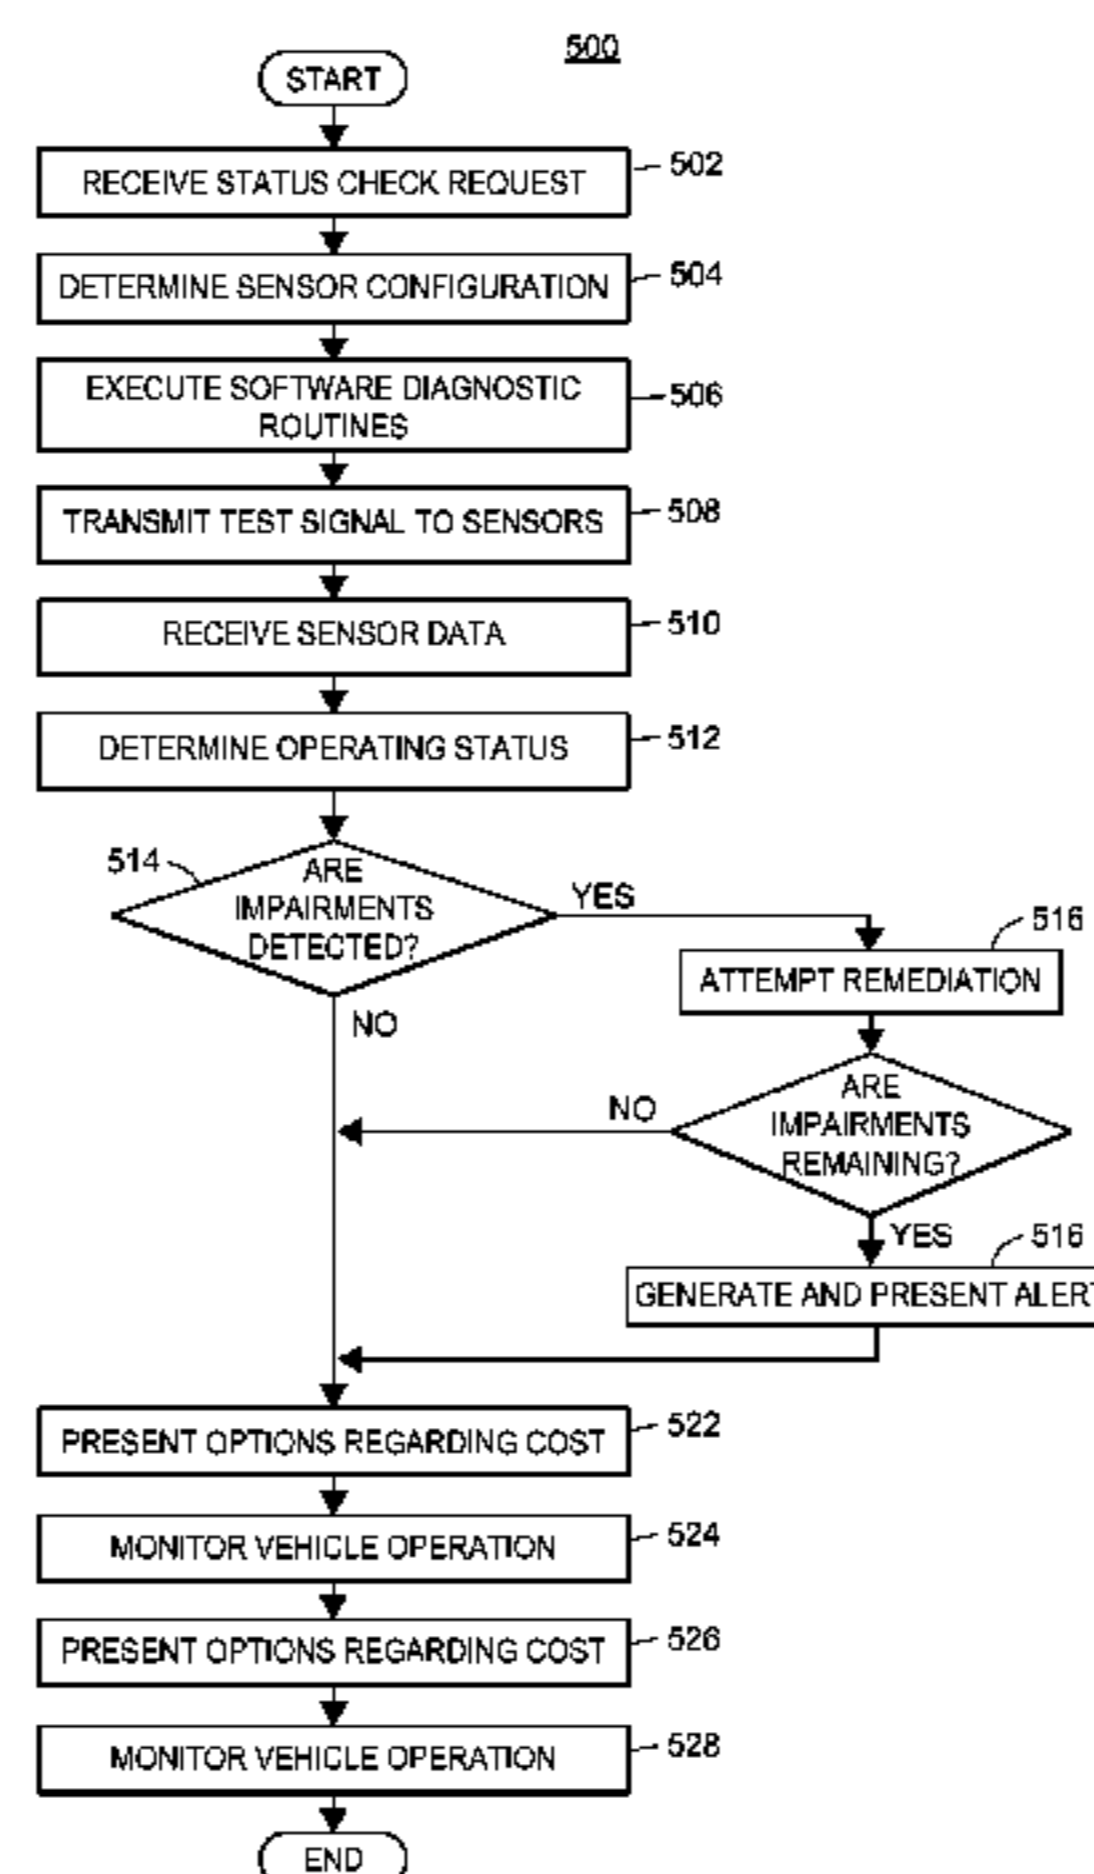 500
START
RECEIVE STATUS CHECK REQUEST
502
DETERMINE SENSOR CONFIGURATION
504
EXECUTE SOFTWARE DIAGNOSTIC
ROUTINES
506
TRANSMIT TEST SIGNAL TO SENSORS
508
RECEIVE SENSOR DATA
510
DETERMINE OPERATING STATUS
512
514
ARE
IMPAIRMENTS
DETECTED?
YES
NO
516
ATTEMPT REMEDIATION
ARE
IMPAIRMENTS
REMAINING?
NO
YES
516
GENERATE AND PRESENT ALERT
PRESENT OPTIONS REGARDING COST
522
MONITOR VEHICLE OPERATION
524
PRESENT OPTIONS REGARDING COST
526
MONITOR VEHICLE OPERATION
528
END